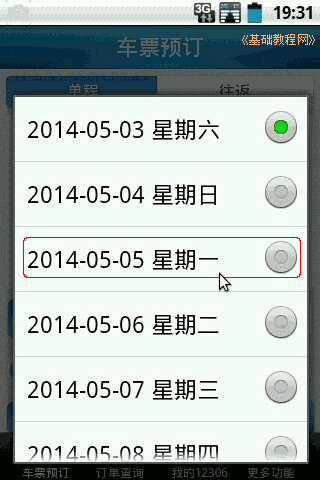 3G
19:31
《基础教程网》
车票预订
单程
往返
2014-05-03 星期六
2014-05-04 星期日
2014-05-05 星期一
2014-05-06 星期二
2014-05-07 星期三
2014-05-08 星期四
车票预订 订单查询 我的12306 更多功能